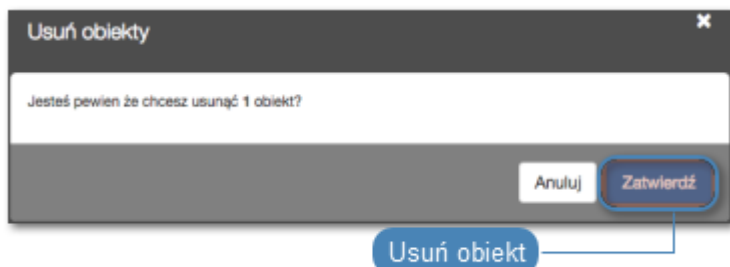 Usuń obiekty
Jesteś pewien że chcesz usunąć 1 obiekt?
Anuluj
Zatwierdź
Usuń obiekt